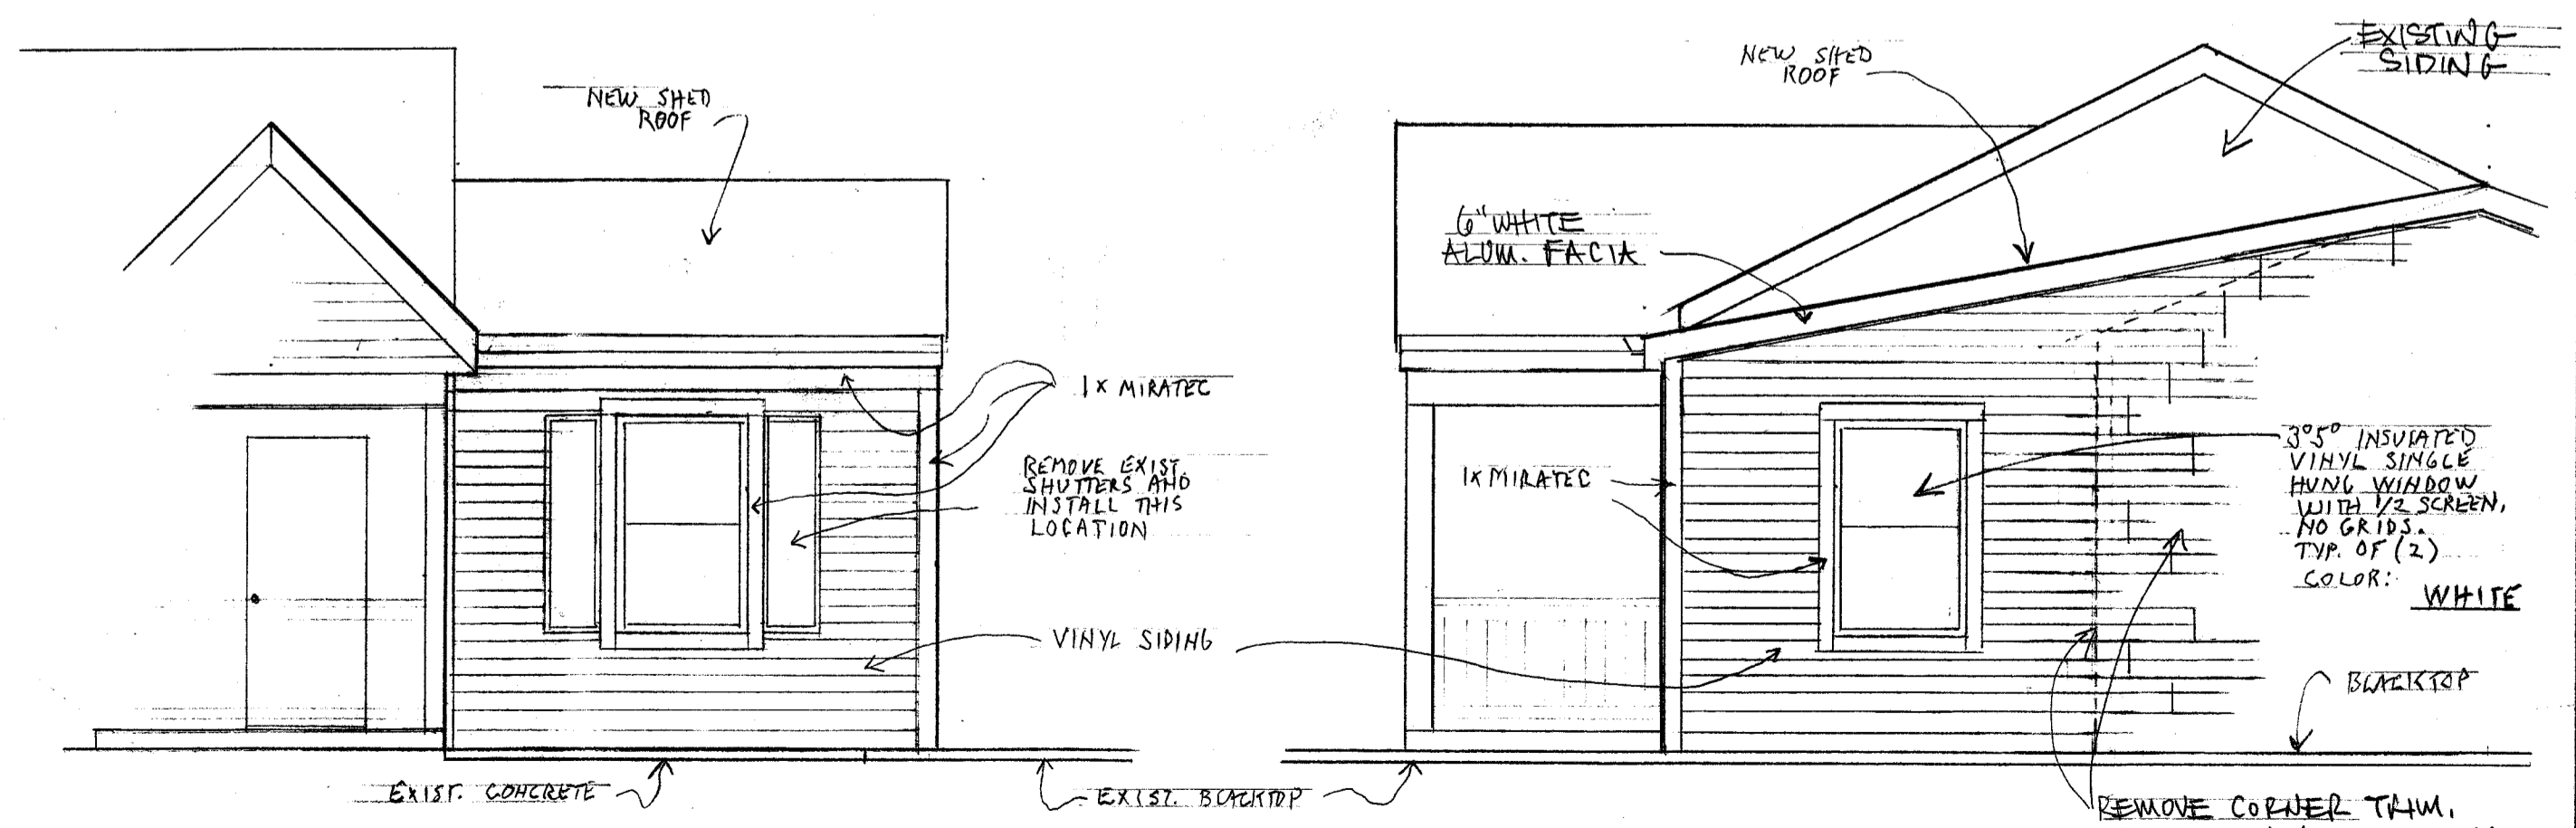 NEW SHED
ROOF
1X MIRATEC
REMOVE EXIST.
SHUTTERS AND
INSTALL THIS
LOCATION
VINYL SIDING
EXIST. CONCRETE
EXIST. BLACKTOP
NEW SHED
ROOF
EXISTING
SIDING
6" WHITE
ALUM. FACIA
1X MIRATEC
3⁰5⁰ INSULATED
VINYL SINGLE
HUNG WINDOW
WITH 1/2 SCREEN,
NO GRIDS.
TYP. OF (2)
COLOR:
WHITE
BLACKTOP
REMOVE CORNER TRIM.